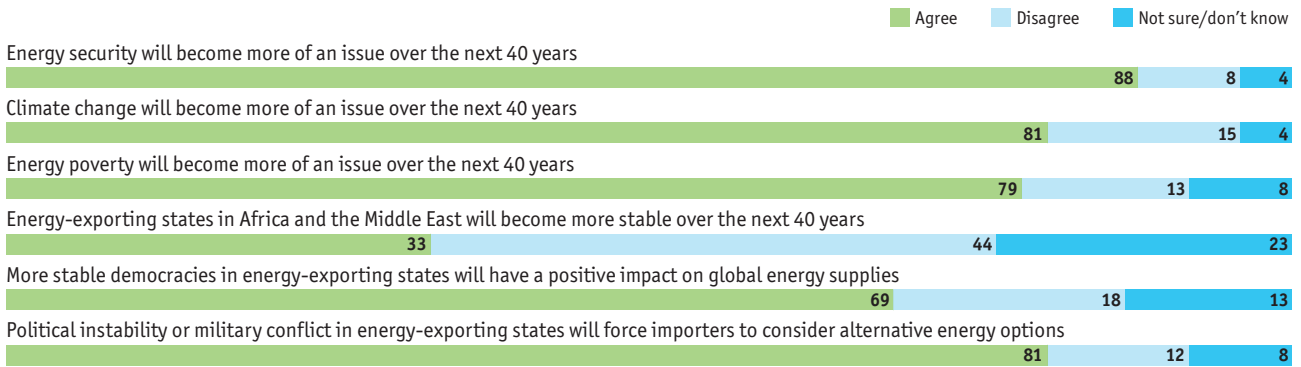 Agree Disagree Not sure/don't know
Energy security will become more of an issue over the next 40 years
88 8 4
Climate change will become more of an issue over the next 40 years
81 15 4
Energy poverty will become more of an issue over the next 40 years
79 13 8
Energy-exporting states in Africa and the Middle East will become more stable over the next 40 years
33 44 23
More stable democracies in energy-exporting states will have a positive impact on global energy supplies
69 18 13
Political instability or military conflict in energy-exporting states will force importers to consider alternative energy options
81 12 8